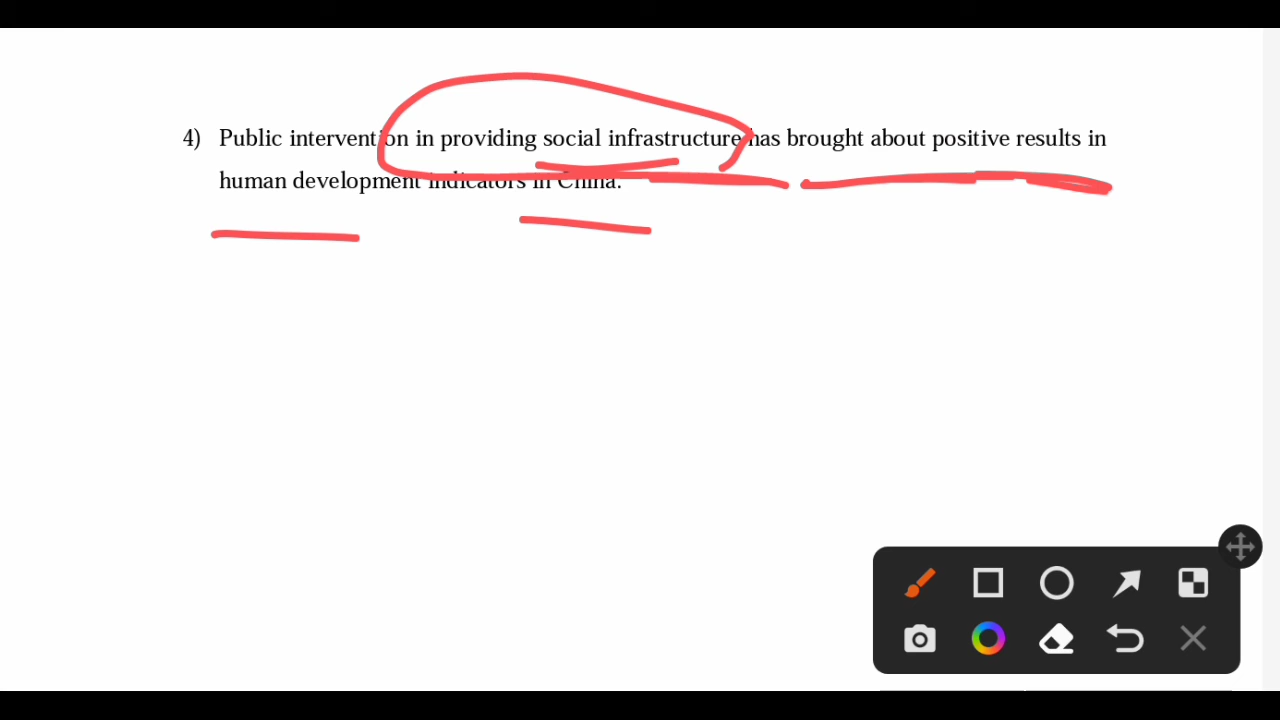 4) Public intervention in providing social infrastructure has brought about positive results in
human development indicators in China.